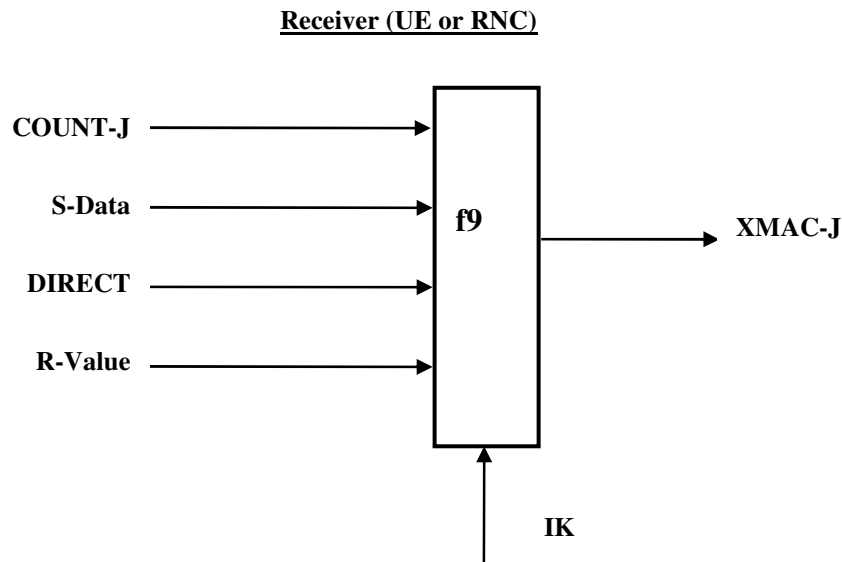 Receiver (UE or RNC)
COUNT-J
S-Data
f9
XMAC-J
DIRECT
R-Value
IK